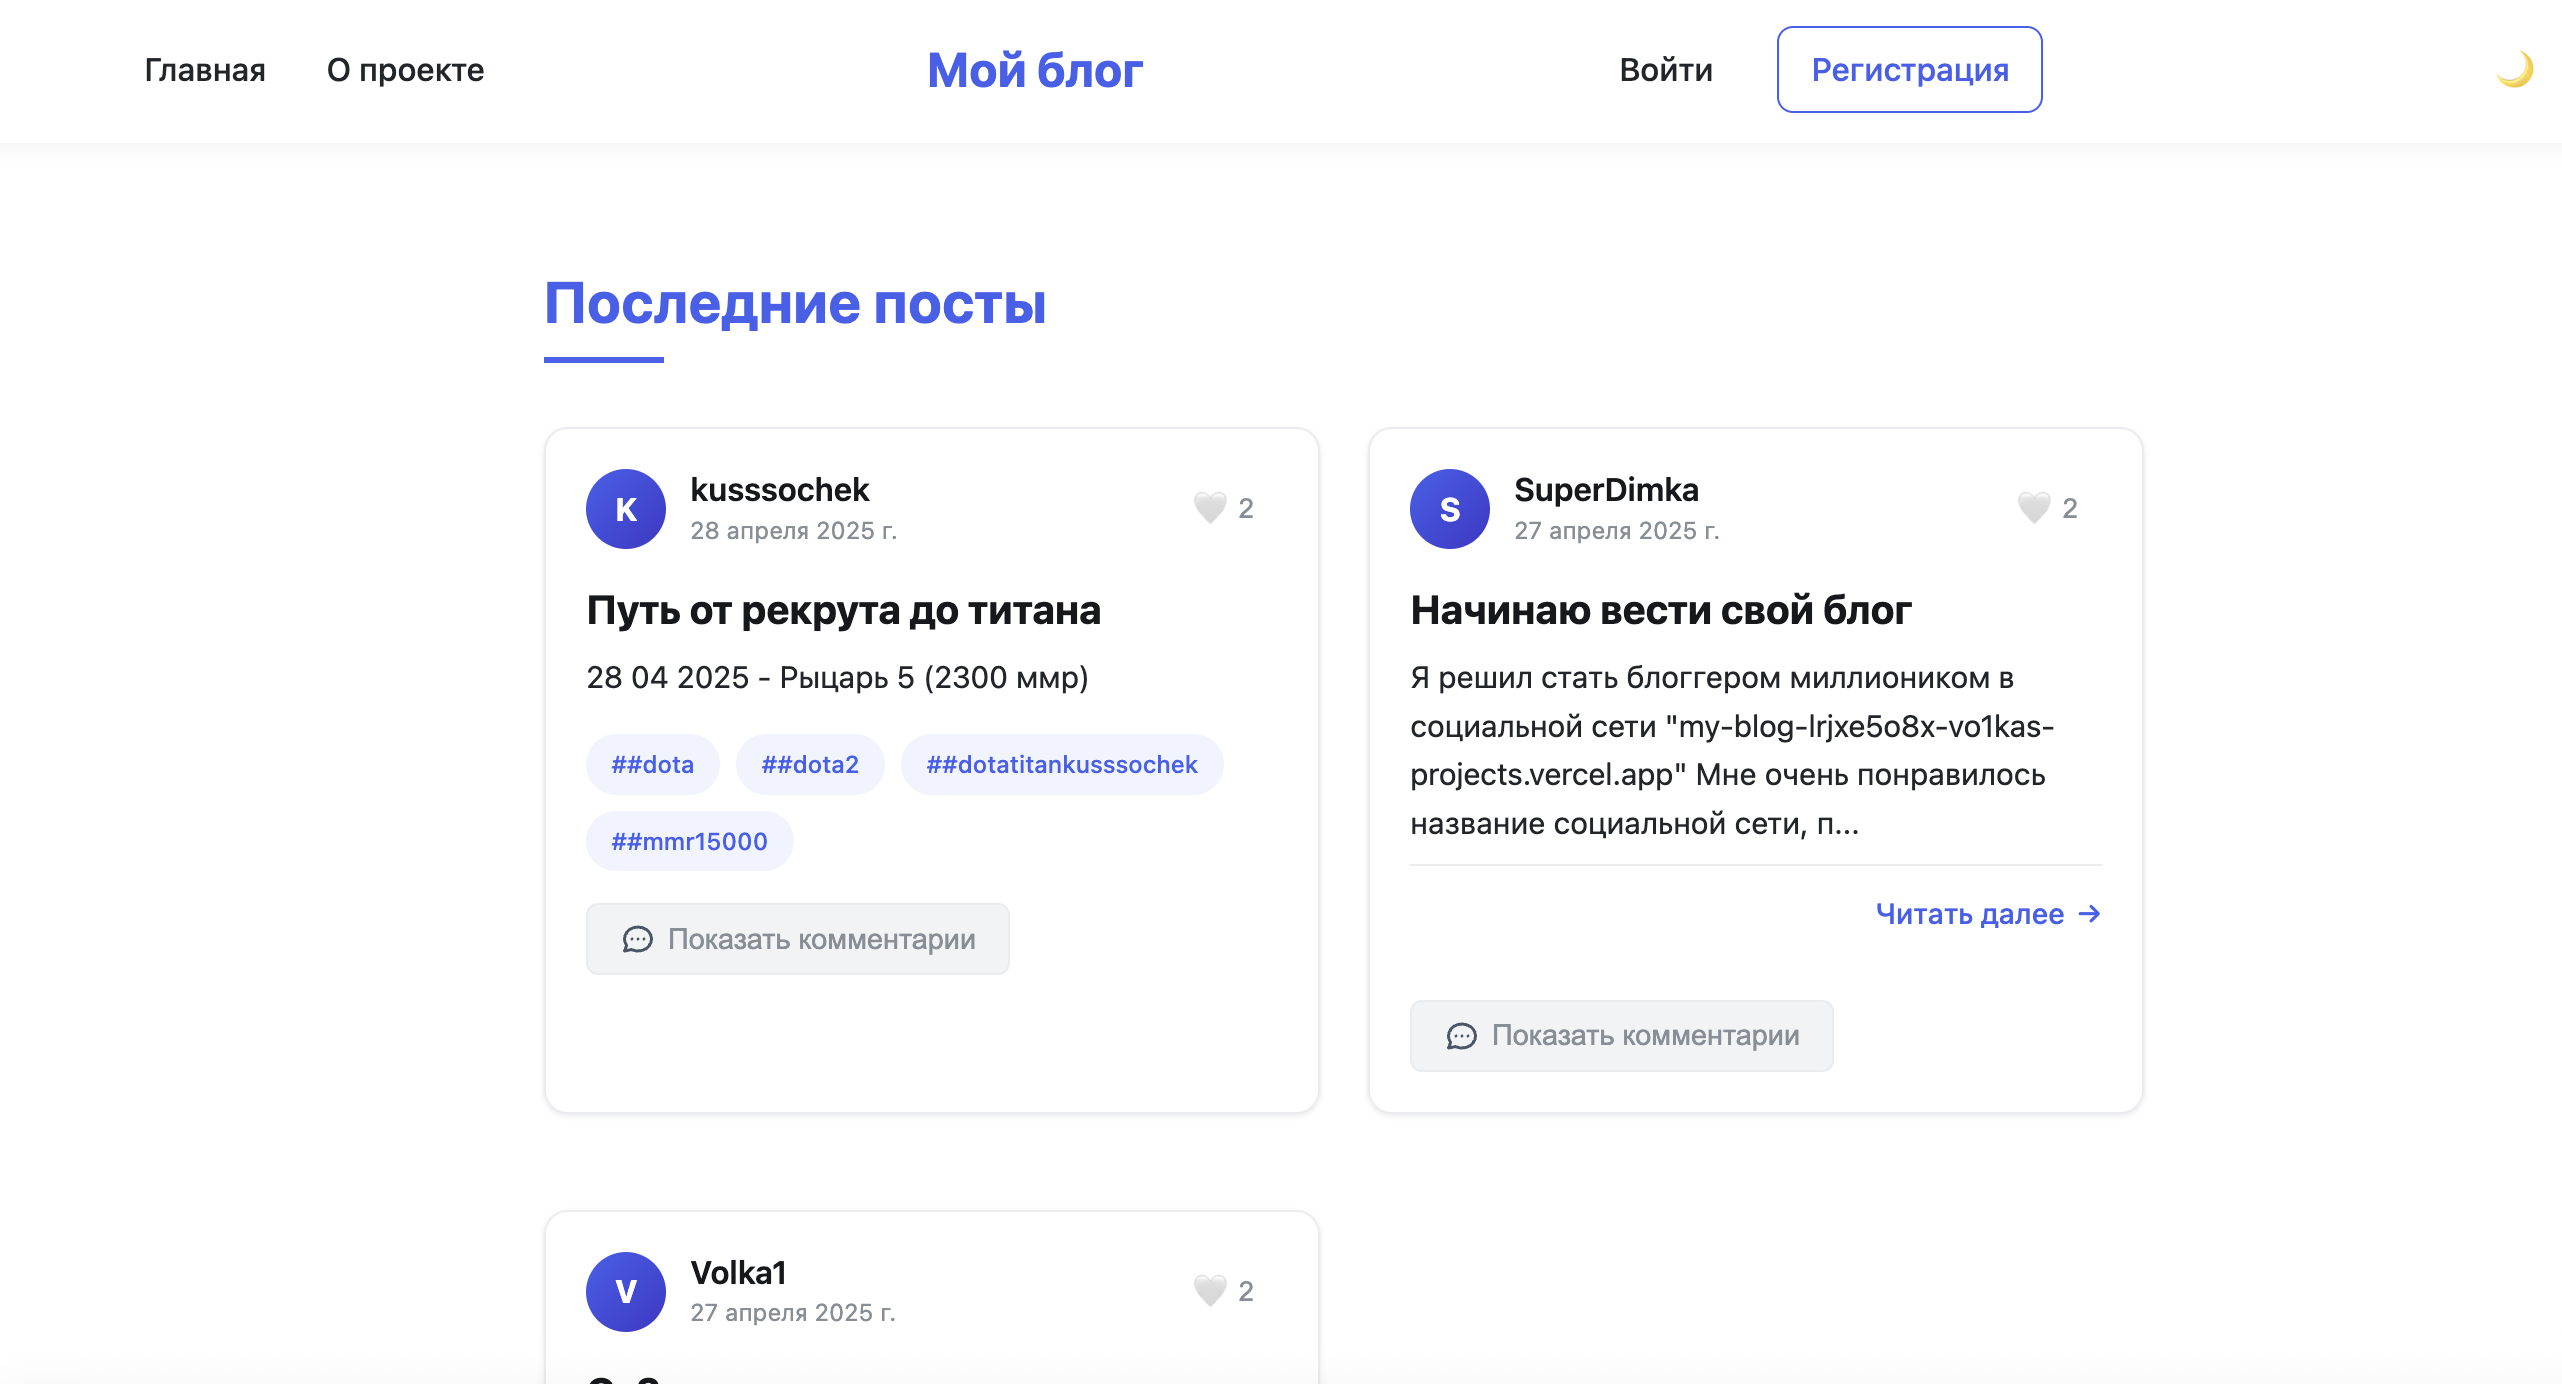 Главная
О проекте
Мой блог
Войти
Регистрация
Последние посты
K
kusssochek
28 апреля 2025 г.
2
Путь от рекрута до титана
28 04 2025 - Рыцарь 5 (2300 ммр)
##dota
##dota2
##dotatitankusssochek
##mmr15000
Показать комментарии
S
SuperDimka
27 апреля 2025 г.
2
Начинаю вести свой блог
Я решил стать блоггером миллиоником в
социальной сети "my-blog-lrjxe5o8x-vo1kas-
projects.vercel.app" Мне очень понравилось
название социальной сети, п...
Читать далее →
Показать комментарии
V
Volka1
27 апреля 2025 г.
2